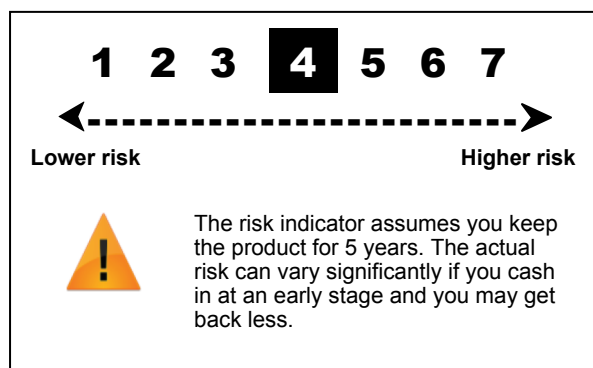 1 2 3 4 5 6 7
Lower risk Higher risk
!
The risk indicator assumes you keep
the product for 5 years. The actual
risk can vary significantly if you cash
in at an early stage and you may get
back less.